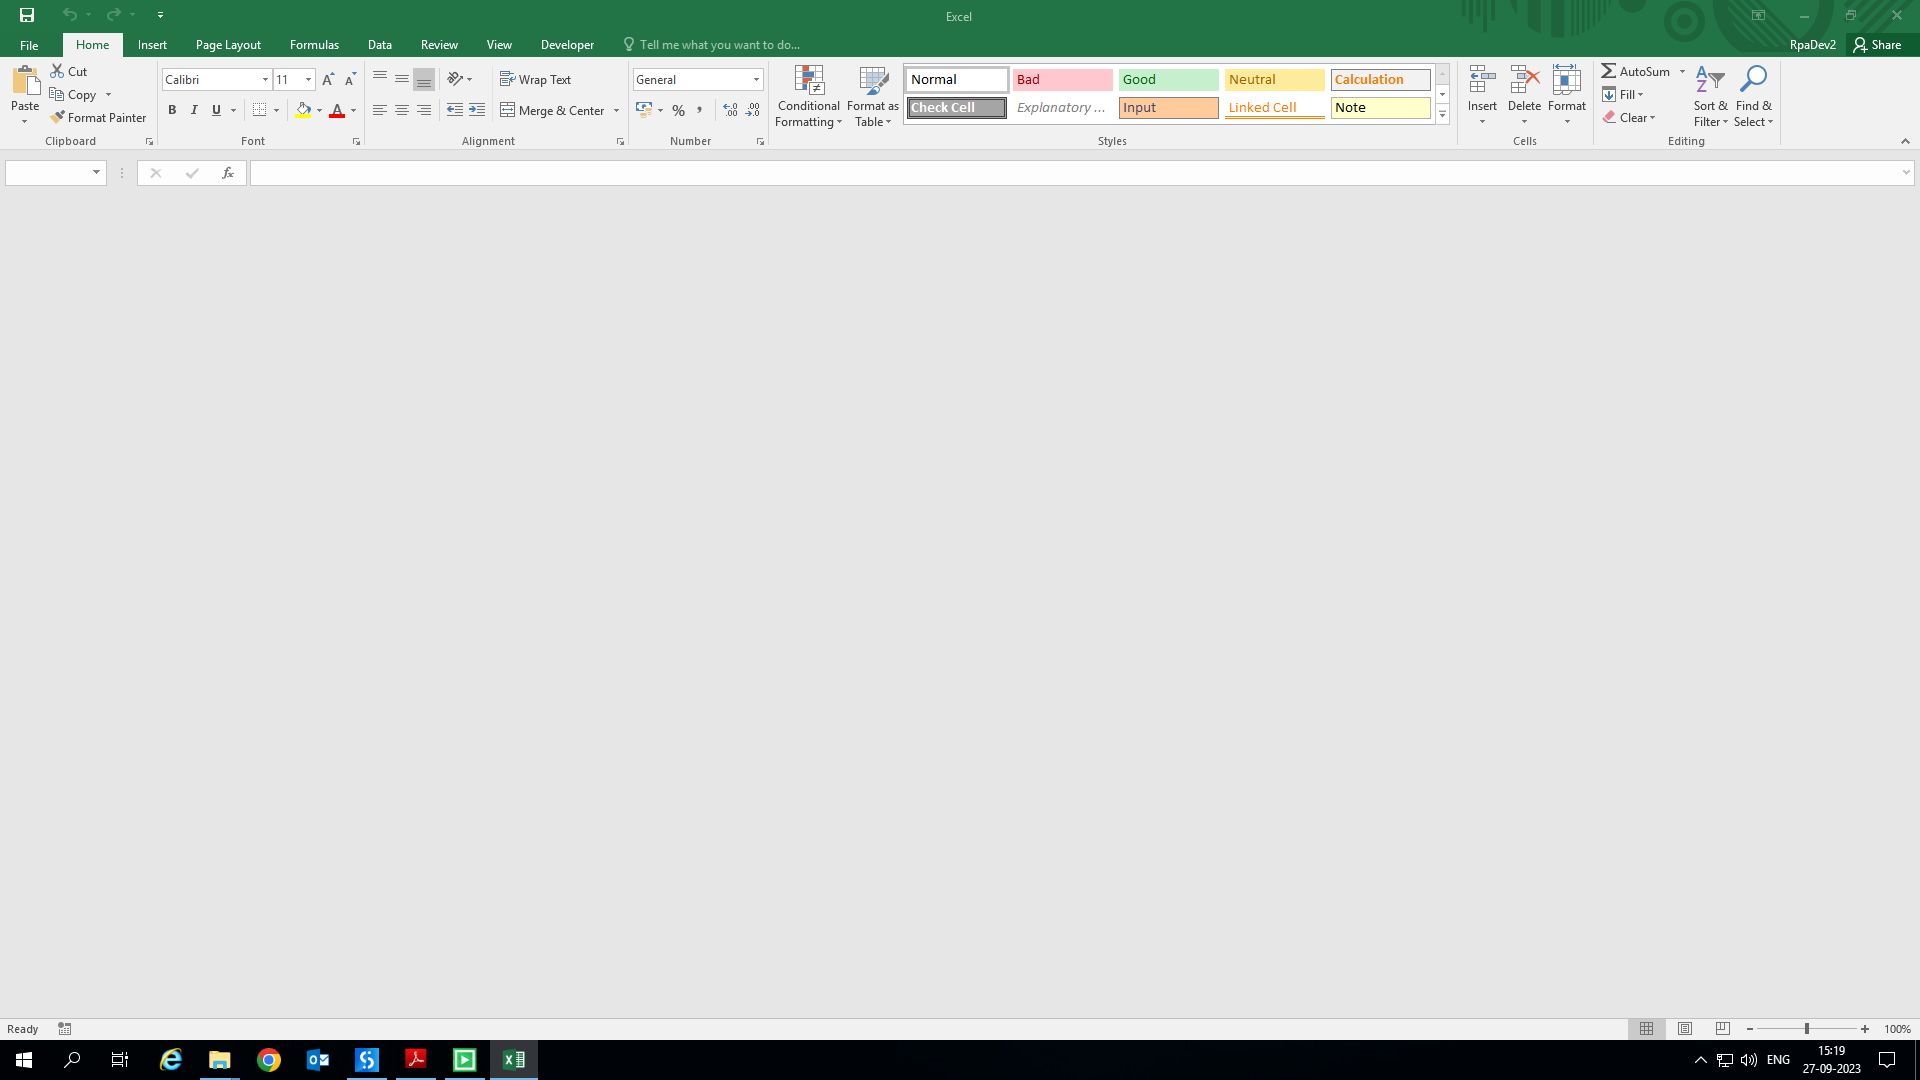 Excel
File Home Insert Page Layout Formulas Data Review View Developer Tell me what you want to do... RpaDev2 Share
Paste
Cut
Copy
Format Painter
Clipboard
Calibri 11
B I U
Font
Wrap Text
Merge & Center
Alignment
General
%
Number
Conditional
Formatting
Format as
Table
Normal Bad Good Neutral Calculation
Check Cell Explanatory ... Input Linked Cell Note
Styles
Insert Delete Format
Cells
AutoSum
Fill
Clear
Sort &
Filter
Find &
Select
Editing
fx
Ready
100%
ENG
15:19
27-09-2023